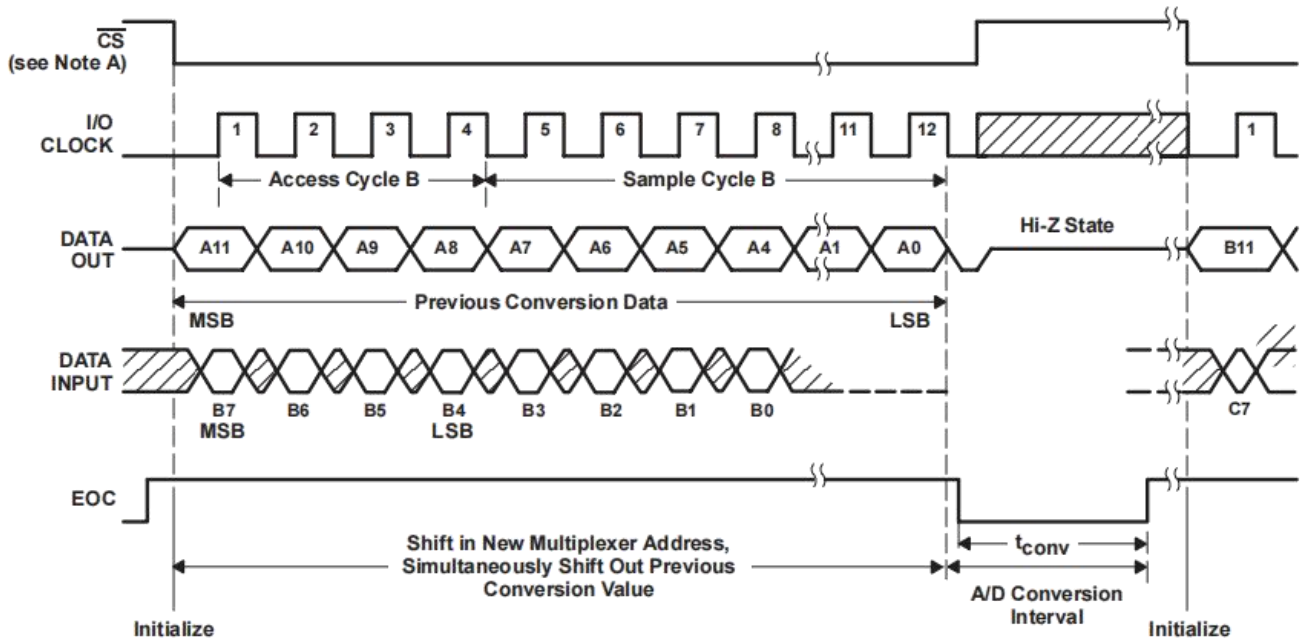 CS
(see Note A)
I/O
CLOCK
1 2 3 4 5 6 7 8 11 12 1
Access Cycle B Sample Cycle B
DATA
OUT
A11 A10 A9 A8 A7 A6 A5 A4 A1 A0 Hi-Z State B11
Previous Conversion Data
MSB LSB
DATA
INPUT
B7 B6 B5 B4 B3 B2 B1 B0 C7
MSB LSB
EOC
Shift in New Multiplexer Address,
Simultaneously Shift Out Previous
Conversion Value
tconv
A/D Conversion
Interval
Initialize Initialize